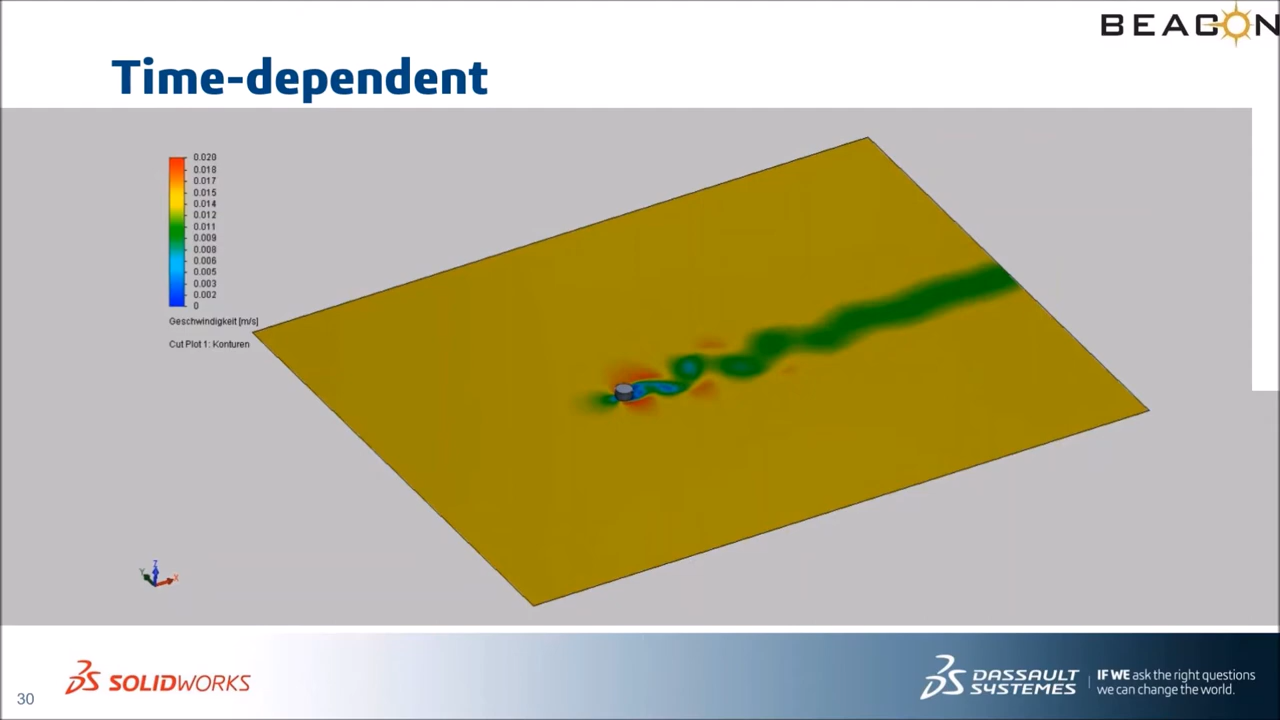 BEACON
Time-dependent
0.020
0.018
0.017
0.015
0.014
0.012
0.011
0.009
0.008
0.006
0.005
0.003
0.002
0
Geschwindigkeit [m/s]
Cut Plot 1: Konturen
Z
Y
X
30
SOLIDWORKS
DASSAULT
SYSTEMES
IF WE ask the right questions
we can change the world.